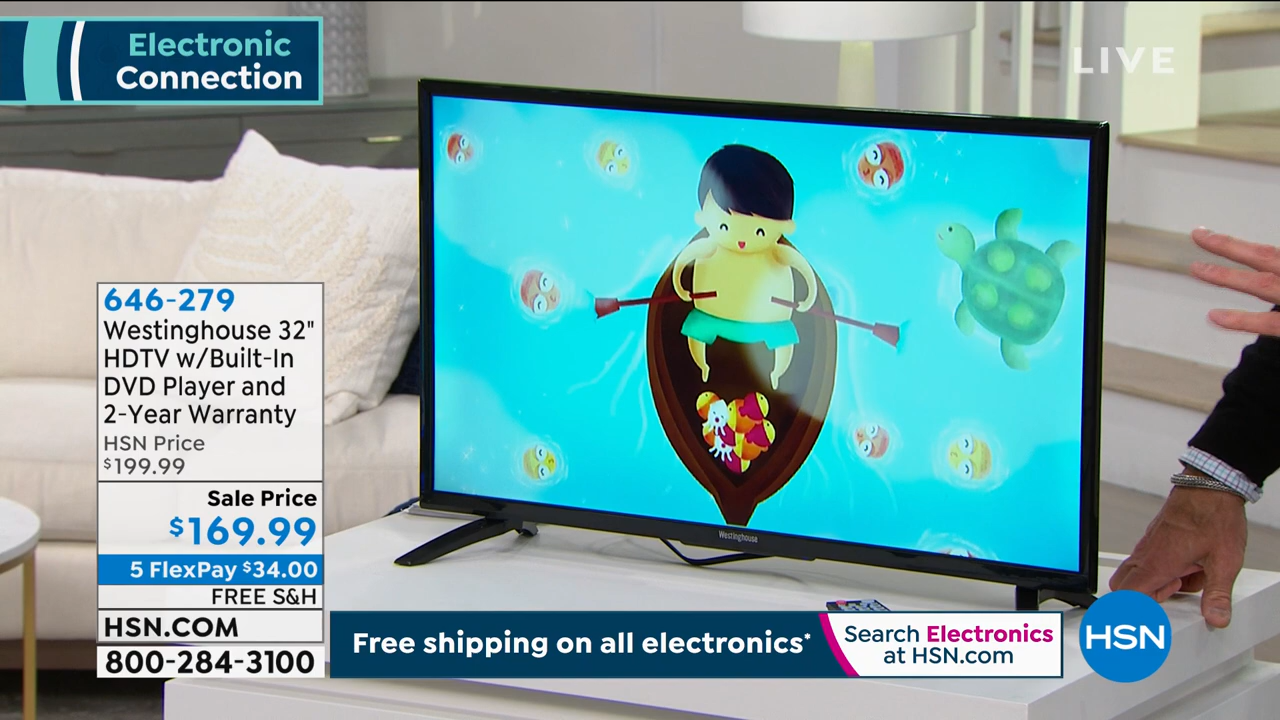 Electronic
Connection
LIVE
646-279
Westinghouse 32"
HDTV w/Built-In
DVD Player and
2-Year Warranty
HSN Price
$199.99
Sale Price
$169.99
5 FlexPay $34.00
FREE S&H
HSN.COM
800-284-3100
Westinghouse
Free shipping on all electronics*
Search Electronics
at HSN.com
HSN